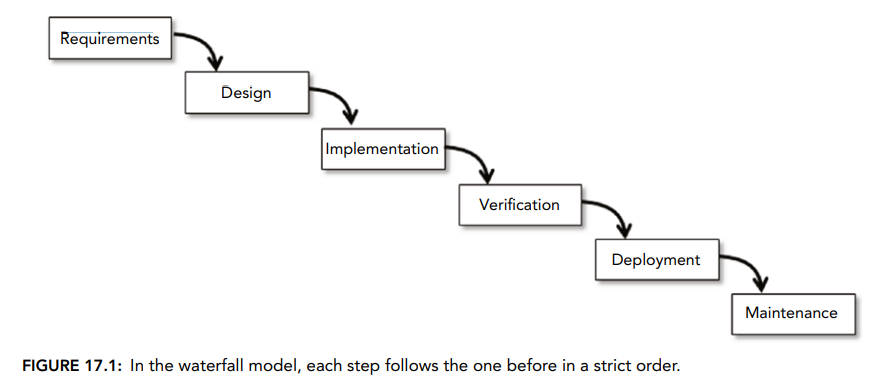 Requirements
Design
Implementation
Verification
Deployment
Maintenance
FIGURE 17.1: In the waterfall model, each step follows the one before in a strict order.